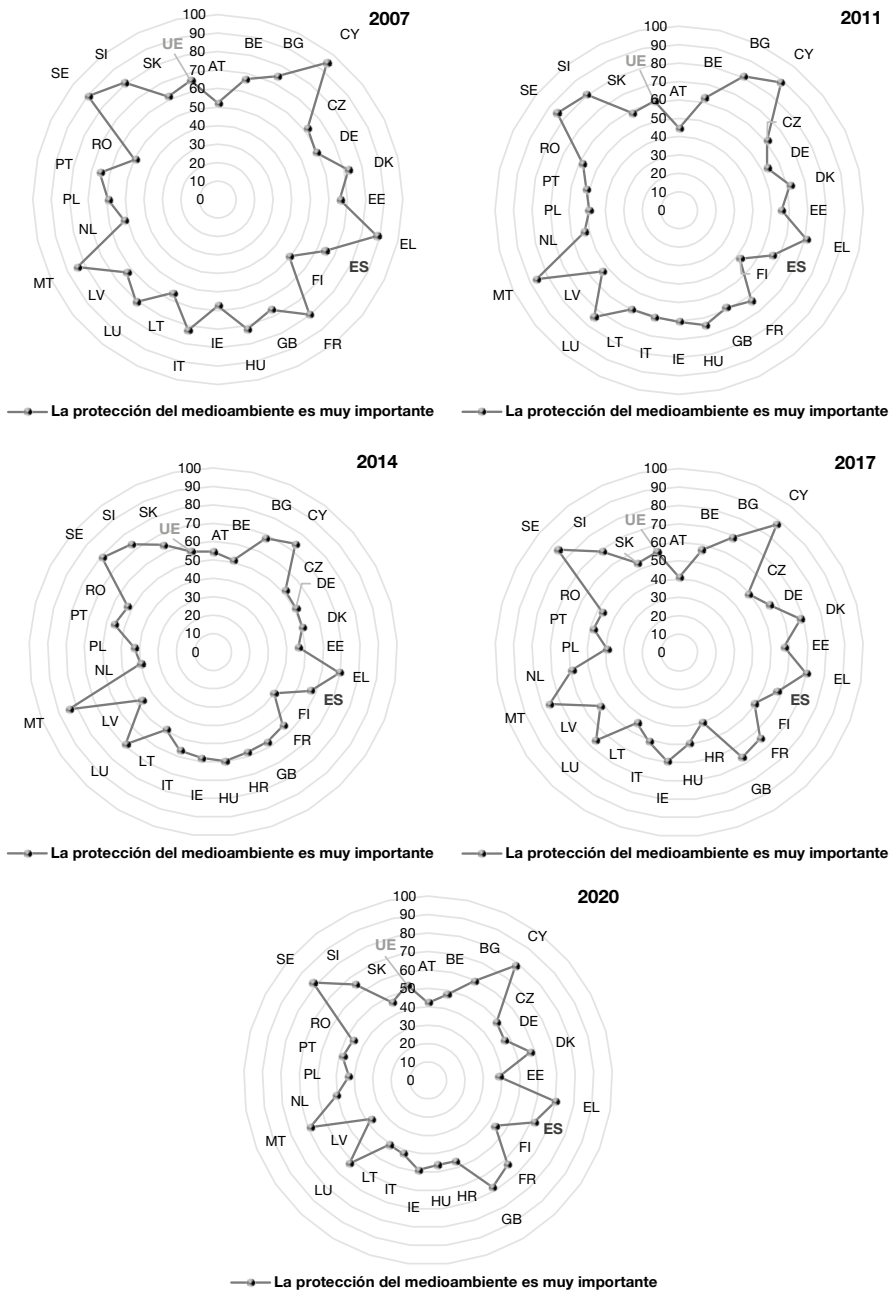 2007
100
90
80
70
60
50
40
30
20
10
0
UE
AT
BE
BG
CY
CZ
DE
DK
EE
EL
ES
FI
FR
GB
HU
IE
IT
LT
LU
LV
MT
NL
PL
PT
RO
SE
SI
SK
La protección del medioambiente es muy importante
2011
100
90
80
70
60
50
40
30
20
10
0
UE
AT
BE
BG
CY
CZ
DE
DK
EE
EL
ES
FI
FR
GB
HU
IE
IT
LT
LU
LV
MT
NL
PL
PT
RO
SE
SI
SK
La protección del medioambiente es muy importante
2014
100
90
80
70
60
50
40
30
20
10
0
UE
AT
BE
BG
CY
CZ
DE
DK
EE
EL
ES
FI
FR
GB
HR
HU
IE
IT
LT
LU
LV
MT
NL
PL
PT
RO
SE
SI
SK
La protección del medioambiente es muy importante
2017
100
90
80
70
60
50
40
30
20
10
0
UE
AT
BE
BG
CY
CZ
DE
DK
EE
EL
ES
FI
FR
GB
HR
HU
IE
IT
LT
LU
LV
MT
NL
PL
PT
RO
SE
SI
SK
La protección del medioambiente es muy importante
2020
100
90
80
70
60
50
40
30
20
10
0
UE
AT
BE
BG
CY
CZ
DE
DK
EE
EL
ES
FI
FR
GB
HR
HU
IE
IT
LT
LU
LV
MT
NL
PL
PT
RO
SE
SI
SK
La protección del medioambiente es muy importante